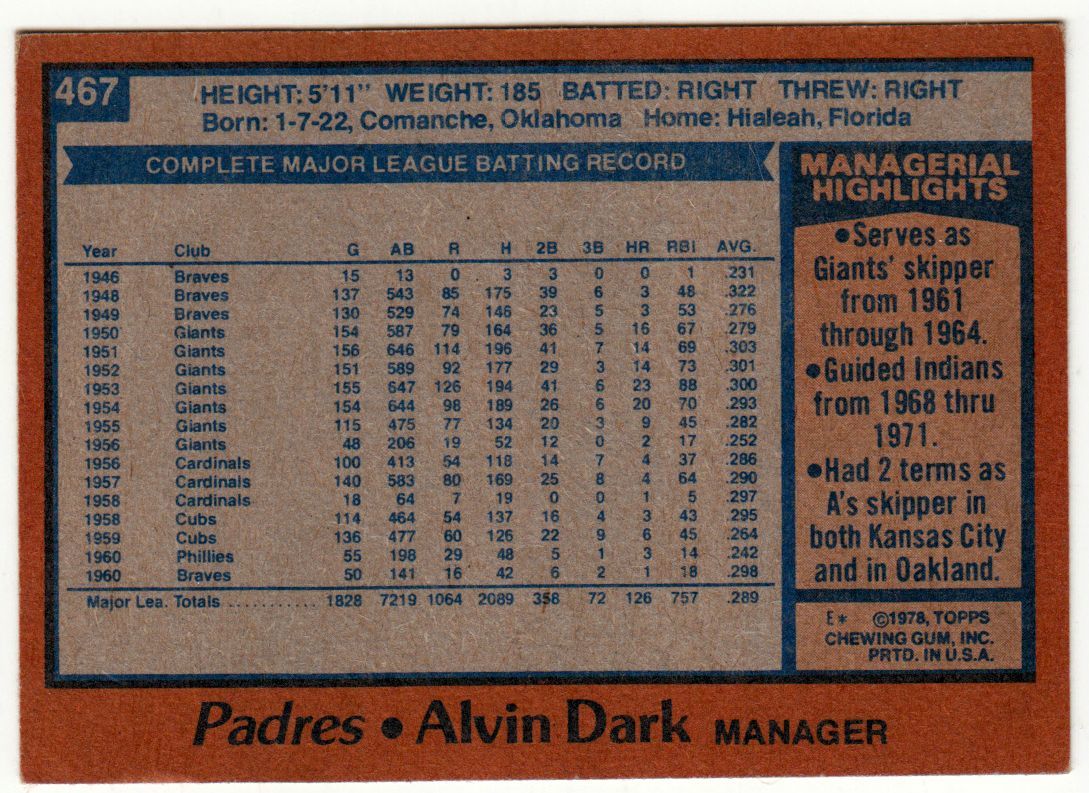 467
HEIGHT: 5'11" WEIGHT: 185 BATTED: RIGHT THREW: RIGHT
Born: 1-7-22, Comanche, Oklahoma Home: Hialeah, Florida
COMPLETE MAJOR LEAGUE BATTING RECORD
Year Club G AB R H 2B 3B HR RBI AVG.
1946 Braves 15 13 0 3 3 0 0 1 .231
1948 Braves 137 543 85 175 39 6 3 48 .322
1949 Braves 130 529 74 146 23 5 3 53 .276
1950 Giants 154 587 79 164 36 5 16 67 .279
1951 Giants 156 646 114 196 41 7 14 69 .303
1952 Giants 151 589 92 177 29 3 14 73 .301
1953 Giants 155 647 126 194 41 6 23 88 .300
1954 Giants 154 644 98 189 26 6 20 70 .293
1955 Giants 115 475 77 134 20 3 9 45 .282
1956 Giants 48 206 19 52 12 0 2 17 .252
1956 Cardinals 100 413 54 118 14 7 4 37 .286
1957 Cardinals 140 583 80 169 25 8 4 64 .290
1958 Cardinals 18 64 7 19 0 0 1 5 .297
1958 Cubs 114 464 54 137 16 4 3 43 .295
1959 Cubs 136 477 60 126 22 9 6 45 .264
1960 Phillies 55 198 29 48 5 1 3 14 .242
1960 Braves 50 141 16 42 6 2 1 18 .298
Major Lea. Totals ............ 1828 7219 1064 2089 358 72 126 757 .289
MANAGERIAL
HIGHLIGHTS
•Serves as
Giants' skipper
from 1961
through 1964.
•Guided Indians
from 1968 thru
1971.
•Had 2 terms as
A's skipper in
both Kansas City
and in Oakland.
E* ©1978, TOPPS
CHEWING GUM, INC.
PRTD. IN U.S.A.
Padres • Alvin Dark MANAGER